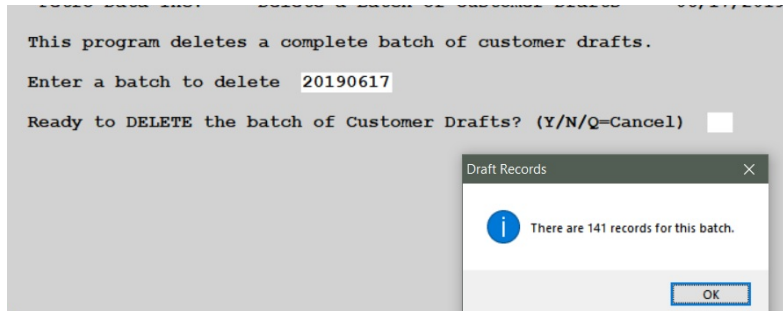 This program deletes a complete batch of customer drafts.
Enter a batch to delete 20190617
Ready to DELETE the batch of Customer Drafts? (Y/N/Q=Cancel)
Draft Records
There are 141 records for this batch.
OK